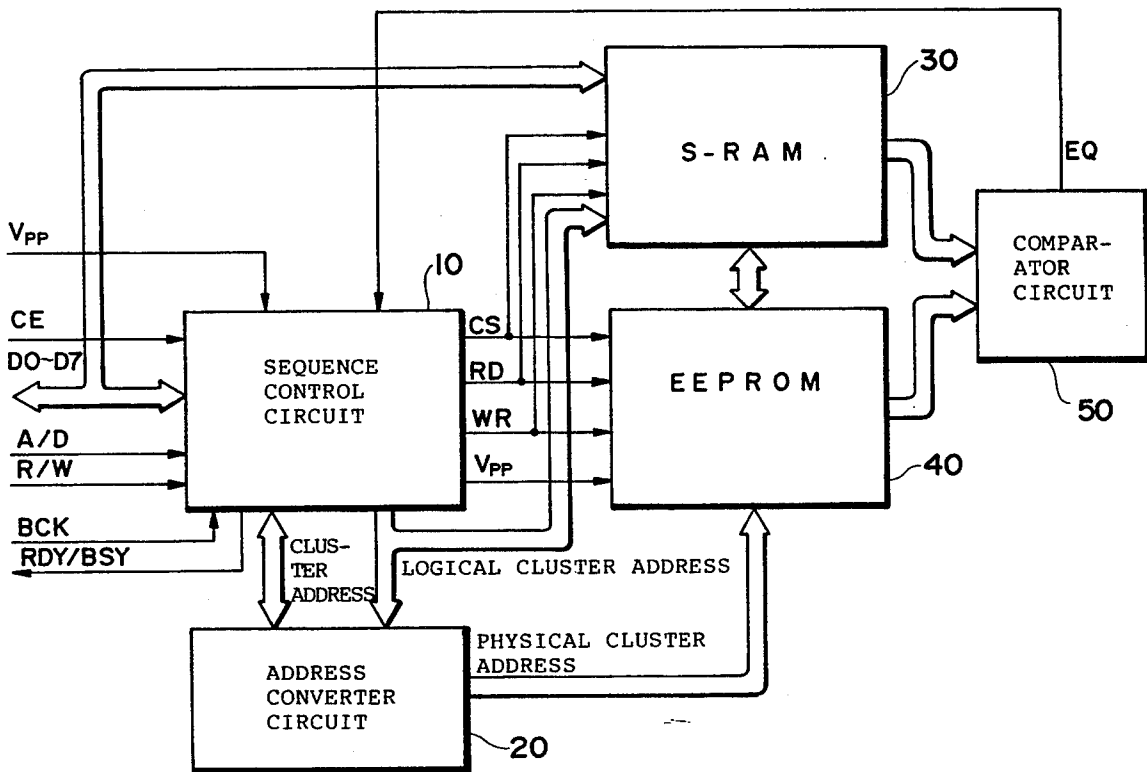 30
S-RAM
EQ
VPP
10
COMPAR-
ATOR
CIRCUIT
CE
CS
D0~D7
SEQUENCE
CONTROL
CIRCUIT
RD
EEPROM
50
A/D
WR
R/W
VPP
40
BCK
RDY/BSY
CLUS-
TER
ADDRESS
LOGICAL CLUSTER ADDRESS
PHYSICAL CLUSTER
ADDRESS
ADDRESS
CONVERTER
CIRCUIT
20